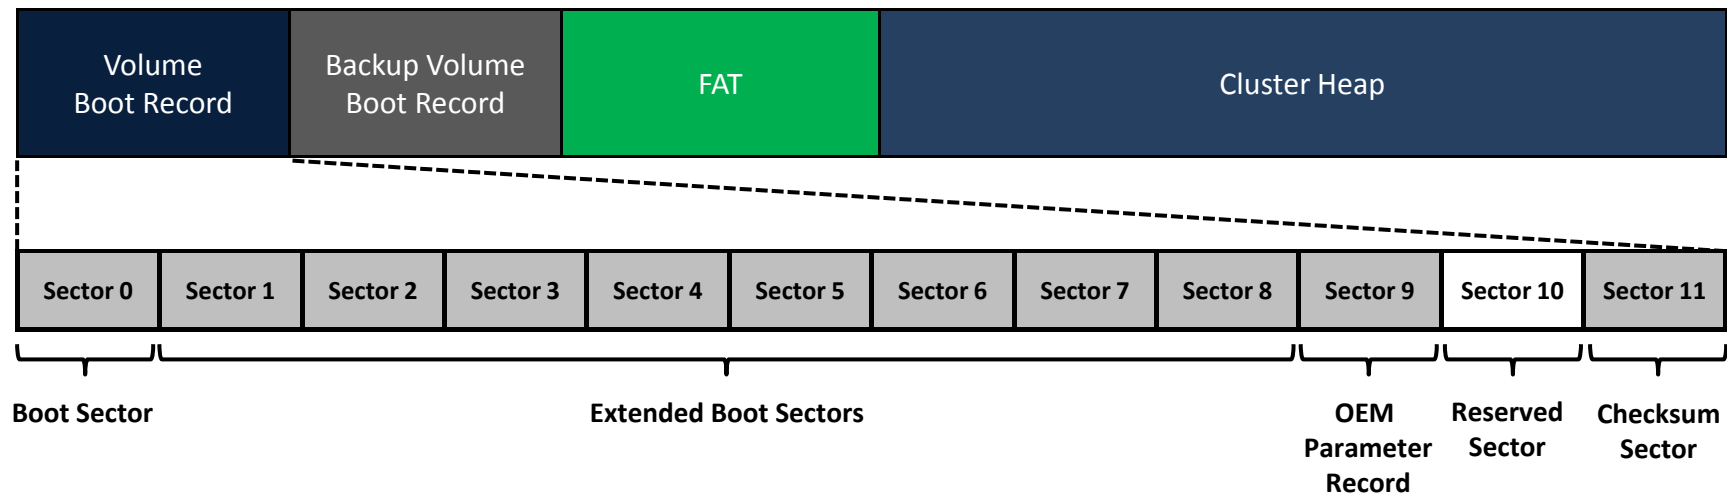 Volume
Boot Record
Backup Volume
Boot Record
FAT
Cluster Heap
Sector 0
Sector 1
Sector 2
Sector 3
Sector 4
Sector 5
Sector 6
Sector 7
Sector 8
Sector 9
Sector 10
Sector 11
Boot Sector
Extended Boot Sectors
OEM
Parameter
Record
Reserved
Sector
Checksum
Sector